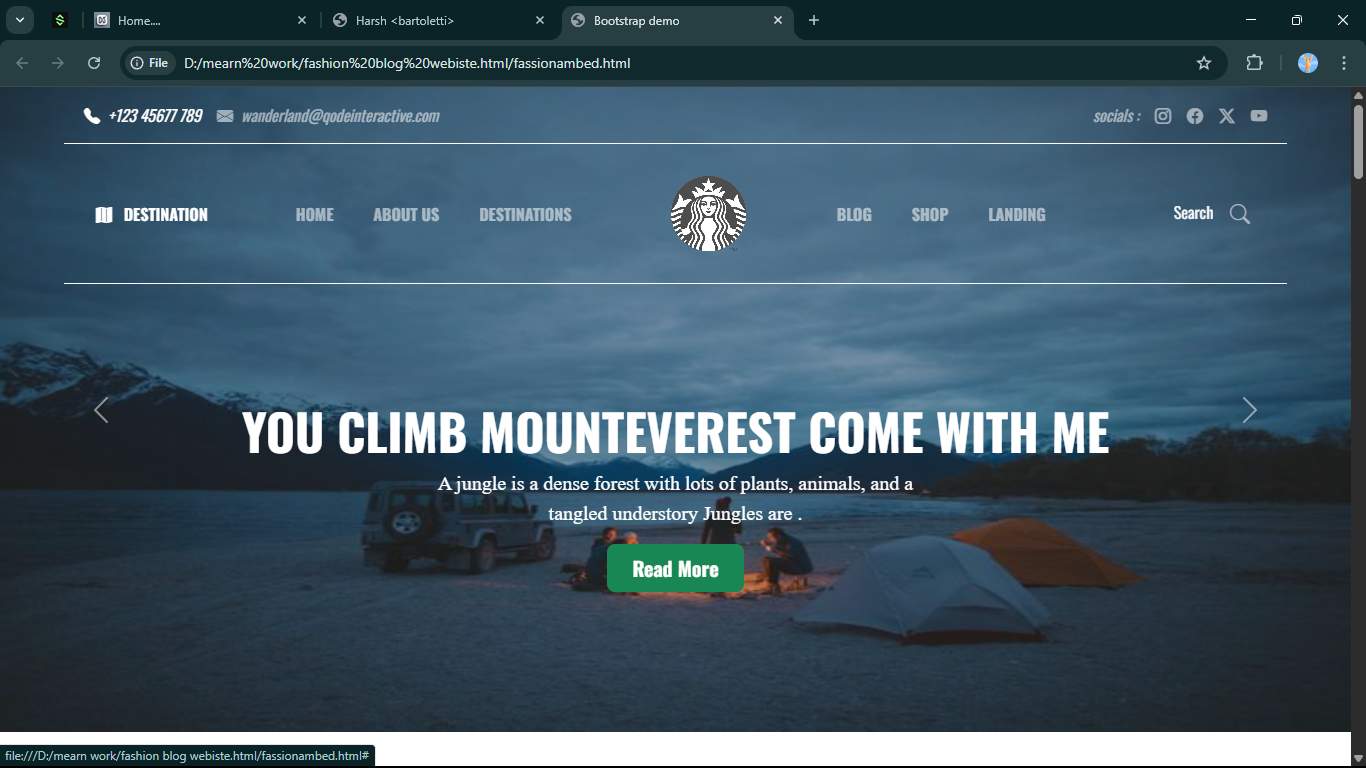 Home....
Harsh <bartoletti>
Bootstrap demo
File
D:/mearn%20work/fashion%20blog%20webiste.html/fassionambed.html
+123 45677 789
wanderland@qodeinteractive.com
socials :
DESTINATION
HOME
ABOUT US
DESTINATIONS
BLOG
SHOP
LANDING
Search
YOU CLIMB MOUNTEVEREST COME WITH ME
A jungle is a dense forest with lots of plants, animals, and a
tangled understory Jungles are .
Read More
file:///D:/mearn work/fashion blog webiste.html/fassionambed.html#